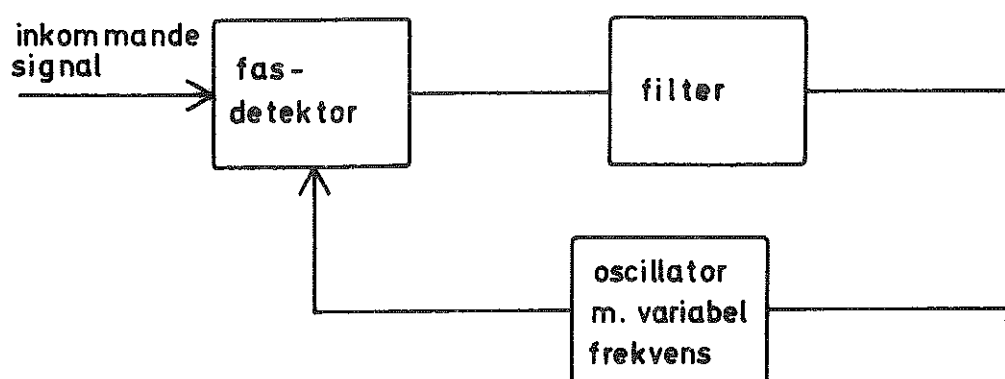 inkommande
signal
fas-
detektor
filter
oscillator
m. variabel
frekvens